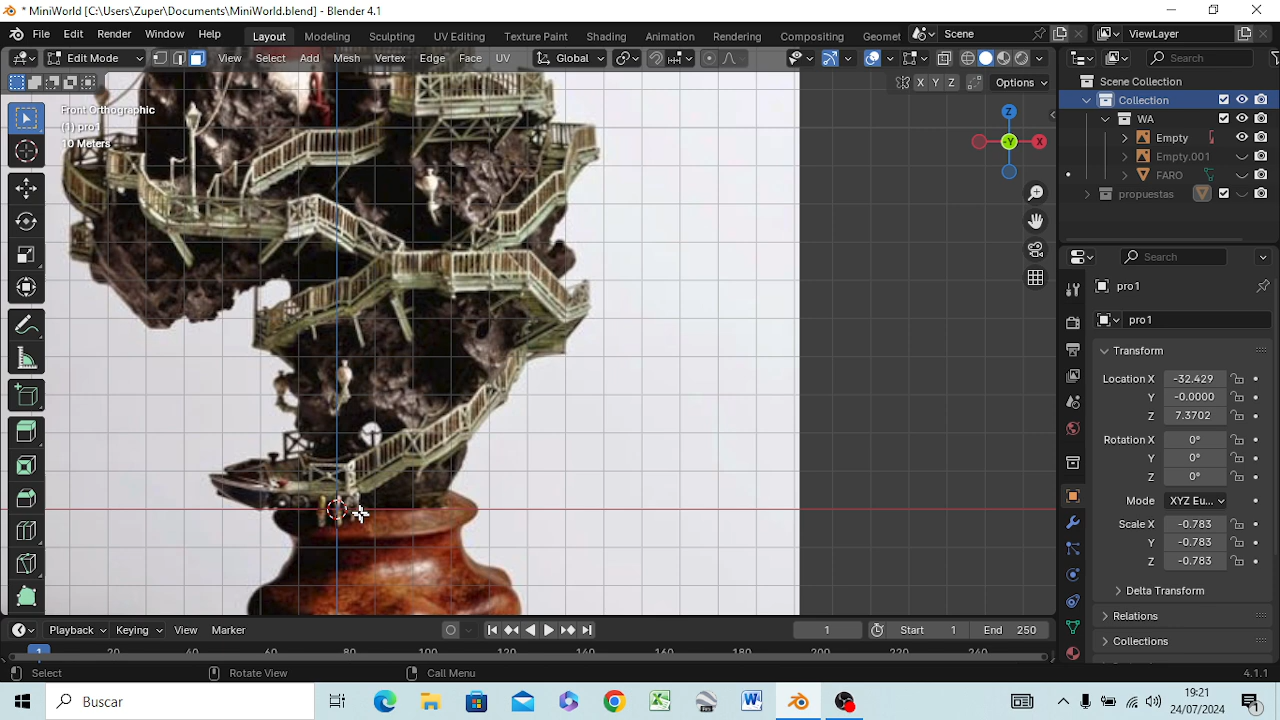 * MiniWorld [C:\Users\Zuper\Documents\MiniWorld.blend] - Blender 4.1
File Edit Render Window Help
Layout Modeling Sculpting UV Editing Texture Paint Shading Animation Rendering Compositing Geomet
Scene ViewLayer
Edit Mode View Select Add Mesh Vertex Edge Face UV Global
Search
X Y Z Options
Front Orthographic
(1) pro1
10 Meters
Z
-Y
X
Scene Collection
Collection
WA
Empty
Empty.001
FARO
propuestas
Search
pro1
pro1
Transform
Location X -32.429
Y -0.0000
Z 7.3702
Rotation X 0°
Y 0°
Z 0°
Mode XYZ Eu...
Scale X -0.783
Y -0.783
Z -0.783
Delta Transform
Relations
Collections
Playback Keying View Marker 1 Start 1 End 250
1 20 40 60 80 100 120 140 160 180 200 220 240
Select Rotate View Call Menu 4.1.1
Buscar
9:21
24/07/2024
1